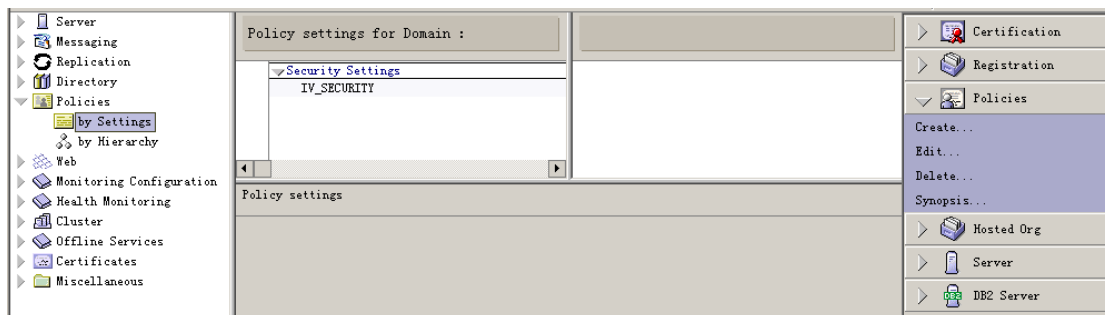 Server
Messaging
Replication
Directory
Policies
by Settings
by Hierarchy
Web
Monitoring Configuration
Health Monitoring
Cluster
Offline Services
Certificates
Miscellaneous
Policy settings for Domain :
Security Settings
IV_SECURITY
Policy settings
Certification
Registration
Policies
Create...
Edit...
Delete...
Synopsis...
Hosted Org
Server
DB2 Server